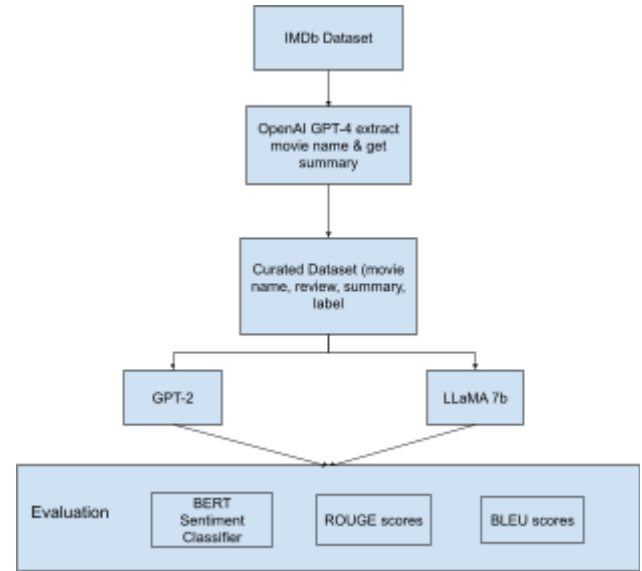 IMDb Dataset
OpenAI GPT-4 extract
movie name & get
summary
Curated Dataset (movie
name, review, summary,
label
GPT-2
LLaMA 7b
Evaluation
BERT
Sentiment
Classifier
ROUGE scores
BLEU scores